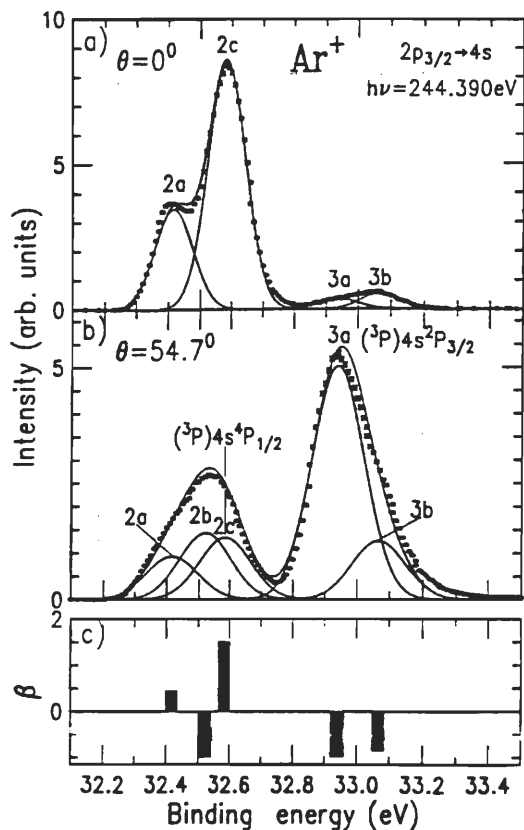 a) θ=0⁰ 2c Ar⁺ 2p₃/₂→4s
hν=244.390eV
10
5
0
2a
3a 3b
Intensity (arb. units)
b) θ=54.7⁰ 3a (³P)4s²P₃/₂
(³P)4s⁴P₁/₂
5
0
2a 2b 2c 3b
c)
2
0
β
32.2 32.4 32.6 32.8 33.0 33.2 33.4
Binding energy (eV)